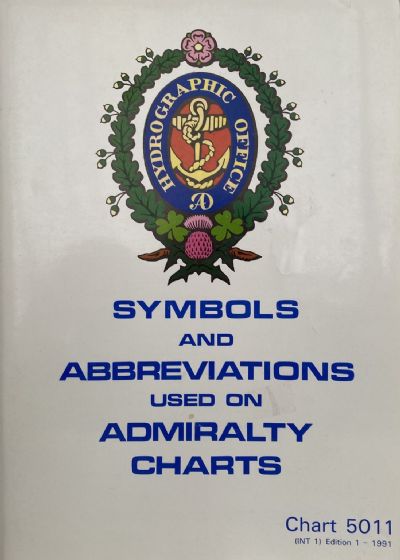 HYDROGRAPHIC OFFICE
SYMBOLS
AND
ABBREVIATIONS
USED ON
ADMIRALTY
CHARTS
Chart 5011
(INT 1) Edition 1 - 1991